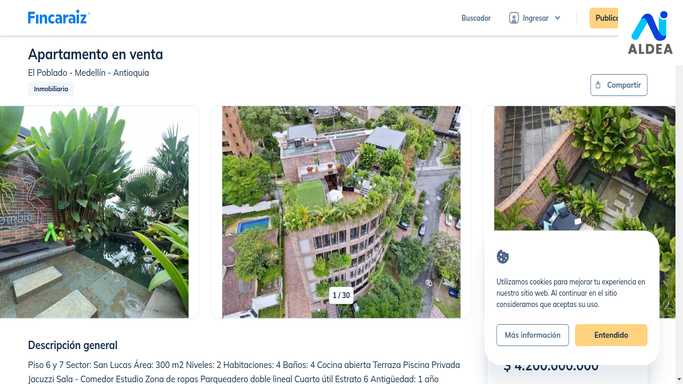 Fincaraiz
Buscador
Ingresar
Public
ALDEA
Apartamento en venta
El Poblado - Medellín - Antioquia
Inmobiliario
Compartir
1 / 30
Utilizamos cookies para mejorar tu experiencia en
nuestro sitio web. Al continuar en el sitio
consideramos que aceptas su uso.
Más información
Entendido
$ 4.200.000.000
Descripción general
Piso 6 y 7 Sector: San Lucas Área: 300 m2 Niveles: 2 Habitaciones: 4 Baños: 4 Cocina abierta Terraza Piscina Privada
Jacuzzi Sala - Comedor Estudio Zona de ropas Parqueadero doble lineal Cuarto útil Estrato 6 Antigüedad: 1 año